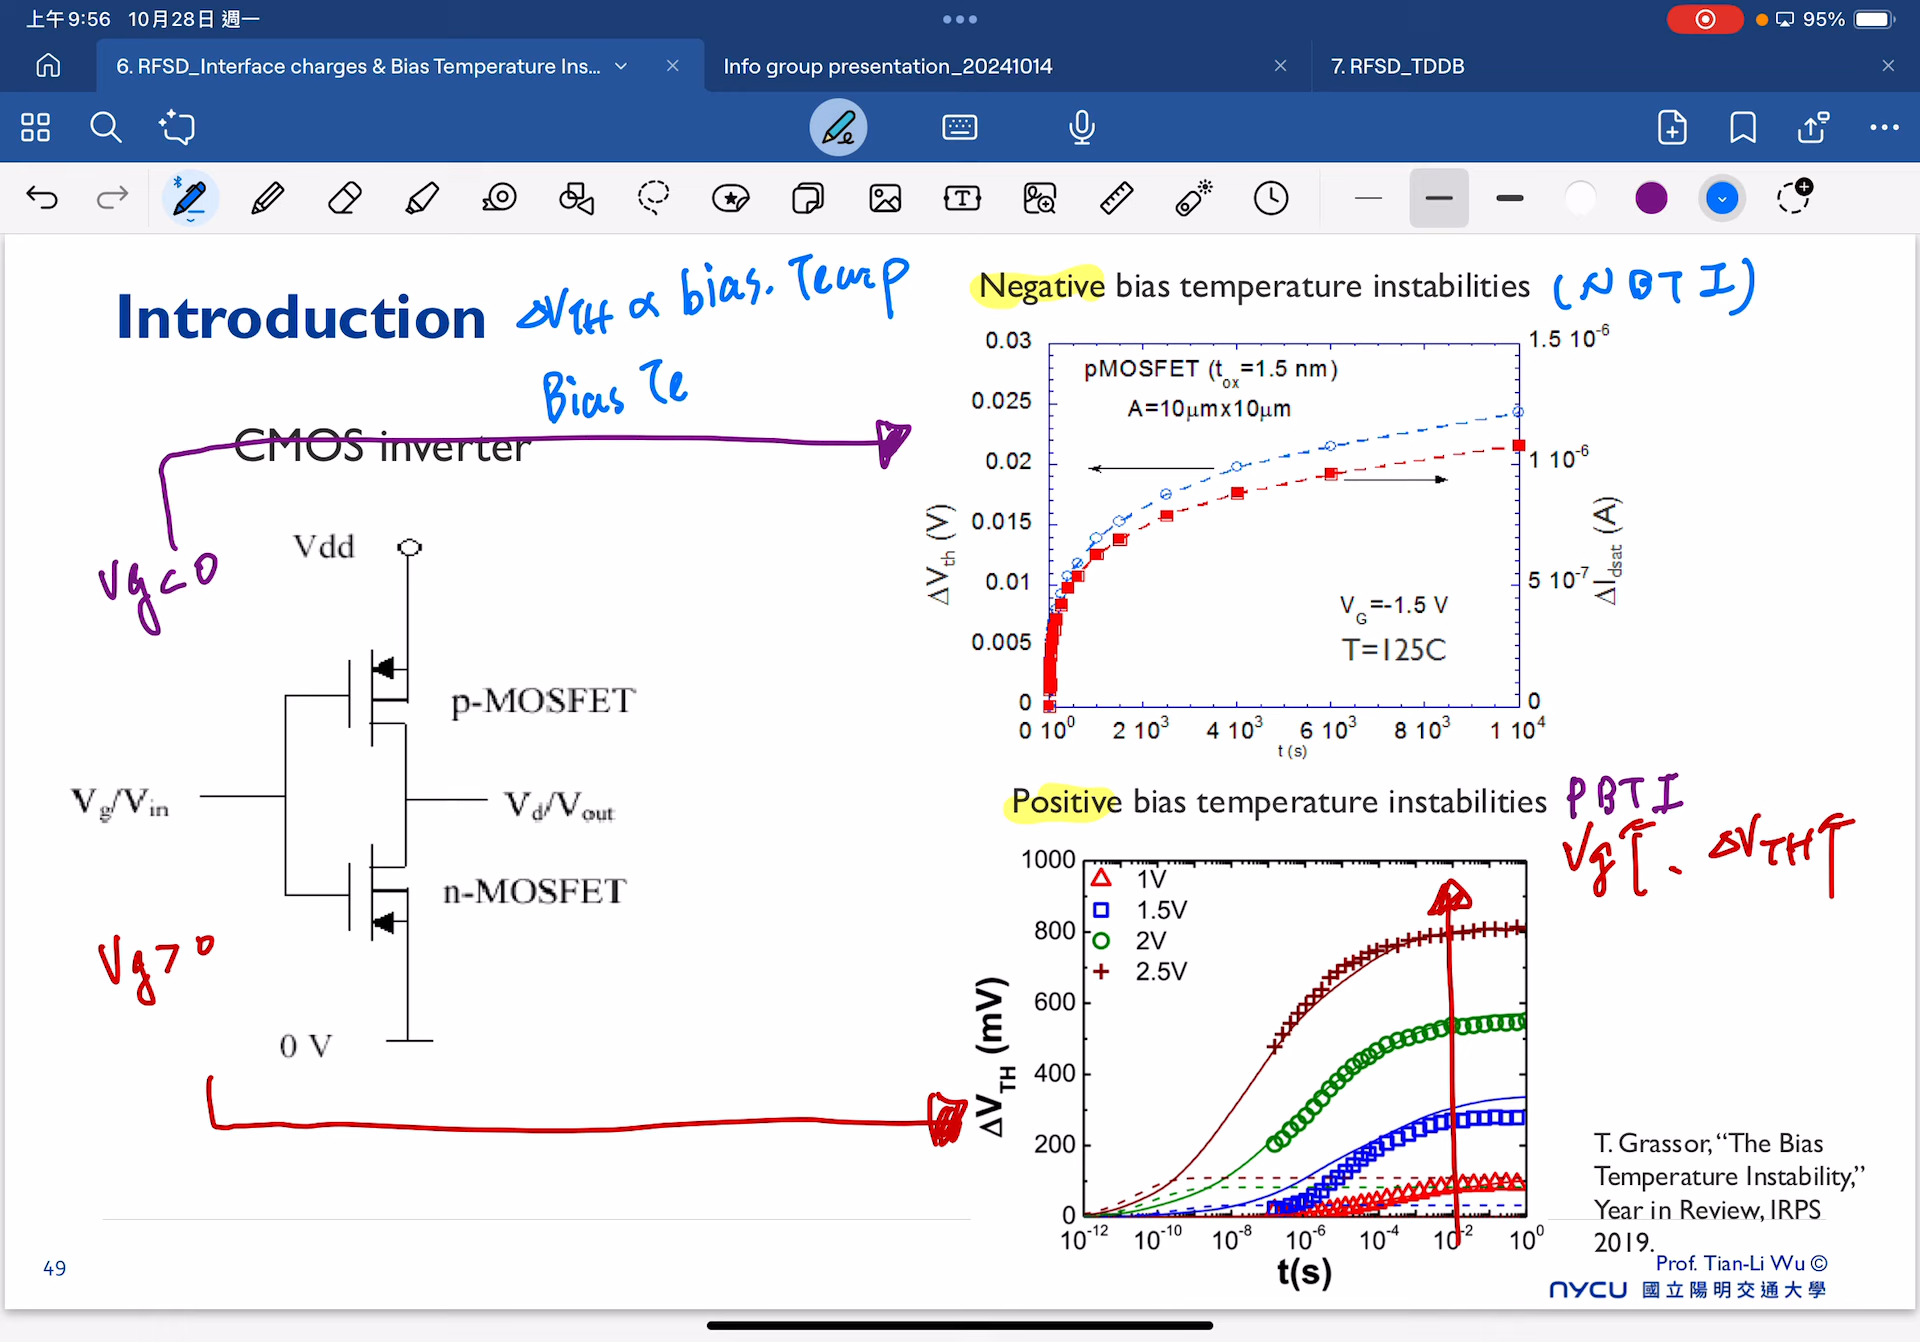 上午9:56 10月28日 週一
95%
6. RFSD_Interface charges & Bias Temperature Ins...
Info group presentation_20241014
7. RFSD_TDDB
Introduction
ΔVTH ∝ bias. Temp
Bias Te
CMOS inverter
Vg<0
Vdd
p-MOSFET
Vg/Vin
Vd/Vout
n-MOSFET
Vg>0
0 V
Negative bias temperature instabilities (NBTI)
0.03
0.025
0.02
0.015
0.01
0.005
0
1.5 10⁻⁶
1 10⁻⁶
5 10⁻⁷
0
pMOSFET (tox=1.5 nm)
A=10μmx10μm
VG=-1.5 V
T=125C
ΔVth (V)
ΔIdsat (A)
0 10⁰ 2 10³ 4 10³ 6 10³ 8 10³ 1 10⁴
t (s)
Positive bias temperature instabilities PBTI
Vg↑. ΔVTH↑
1000
800
600
400
200
0
1V
1.5V
2V
2.5V
ΔVTH (mV)
10⁻¹² 10⁻¹⁰ 10⁻⁸ 10⁻⁶ 10⁻⁴ 10⁻² 10⁰
t(s)
T. Grassor, “The Bias
Temperature Instability,”
Year in Review, IRPS
2019.
49
Prof. Tian-Li Wu ©
NYCU 國立陽明交通大學